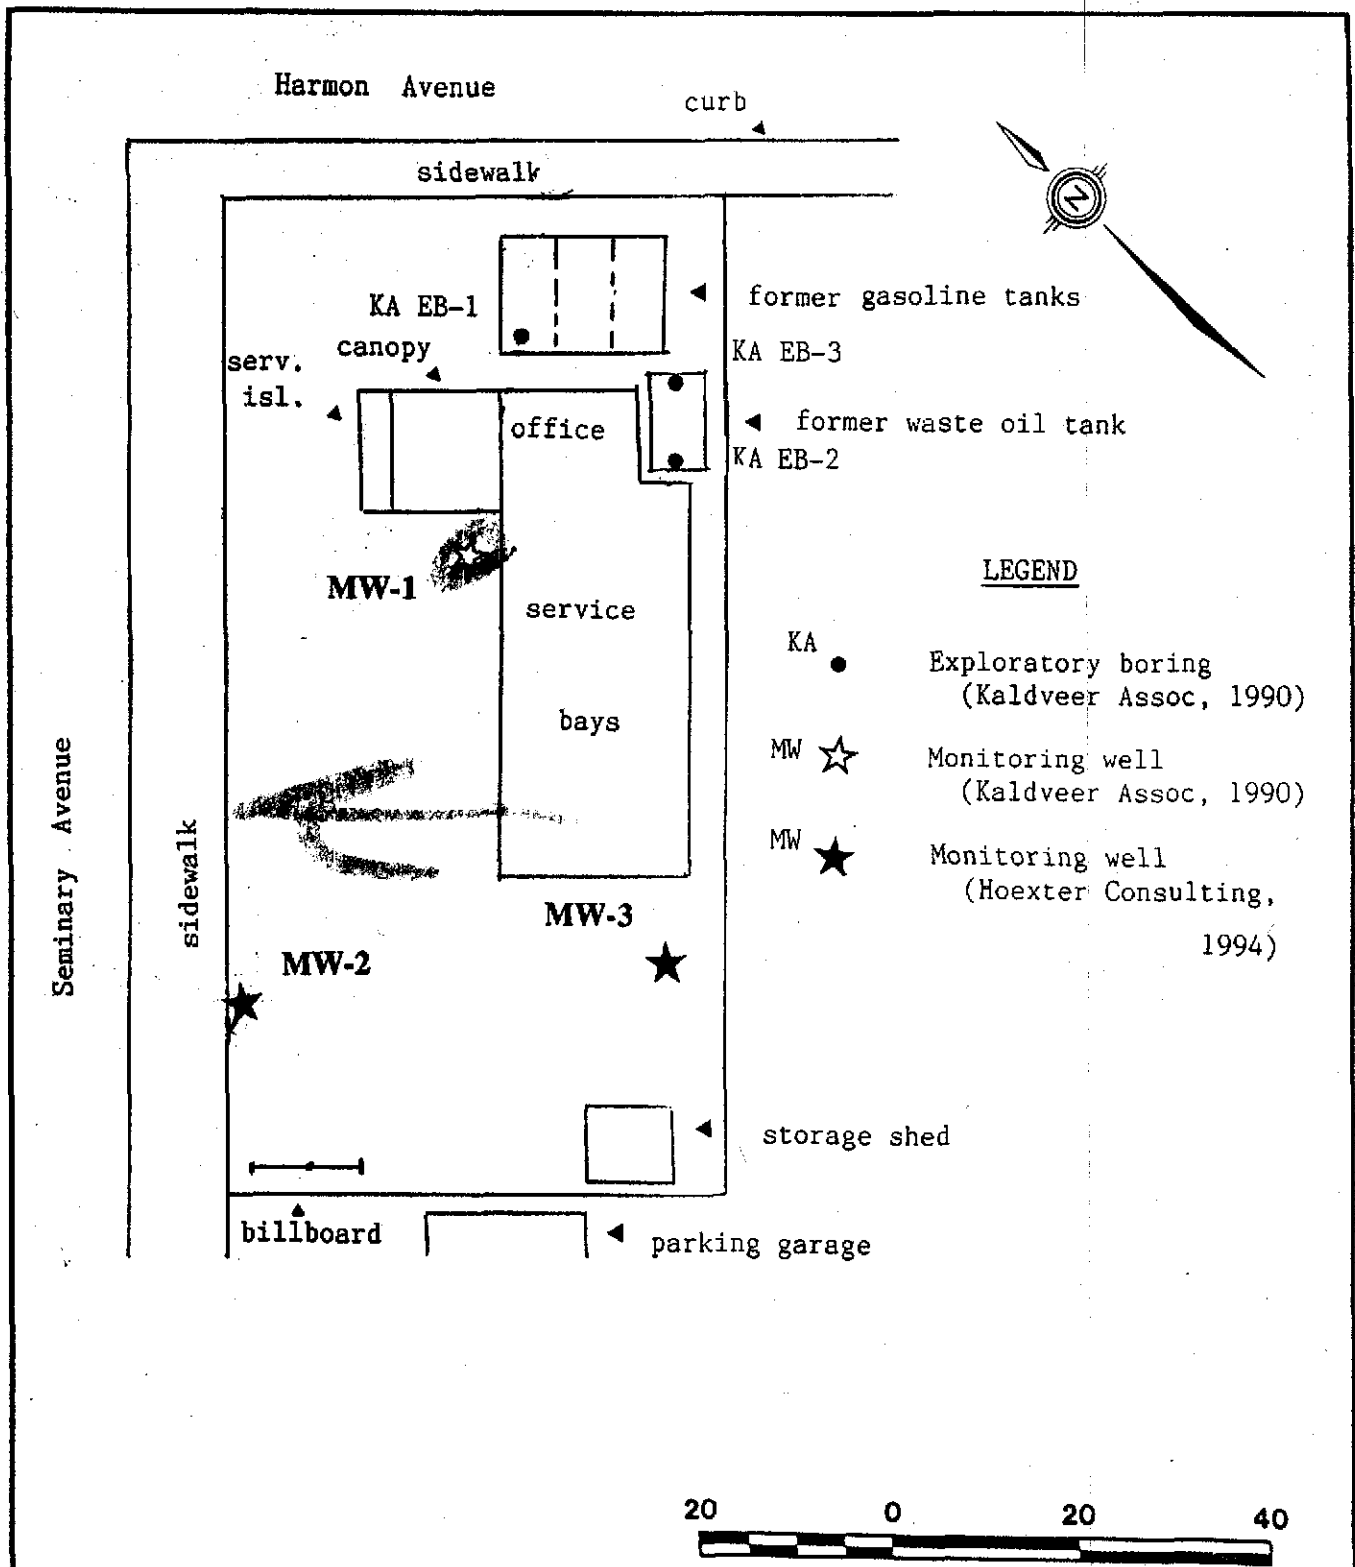 Harmon Avenue
curb
sidewalk
KA EB-1
former gasoline tanks
canopy
KA EB-3
serv.
isl.
office
former waste oil tank
KA EB-2
MW-1
LEGEND
service
KA
Exploratory boring
(Kaldveer Assoc, 1990)
bays
MW
Monitoring well
(Kaldveer Assoc, 1990)
MW
Monitoring well
(Hoexter Consulting,
1994)
Seminary Avenue
sidewalk
MW-3
MW-2
storage shed
billboard
parking garage
N
20 0 20 40